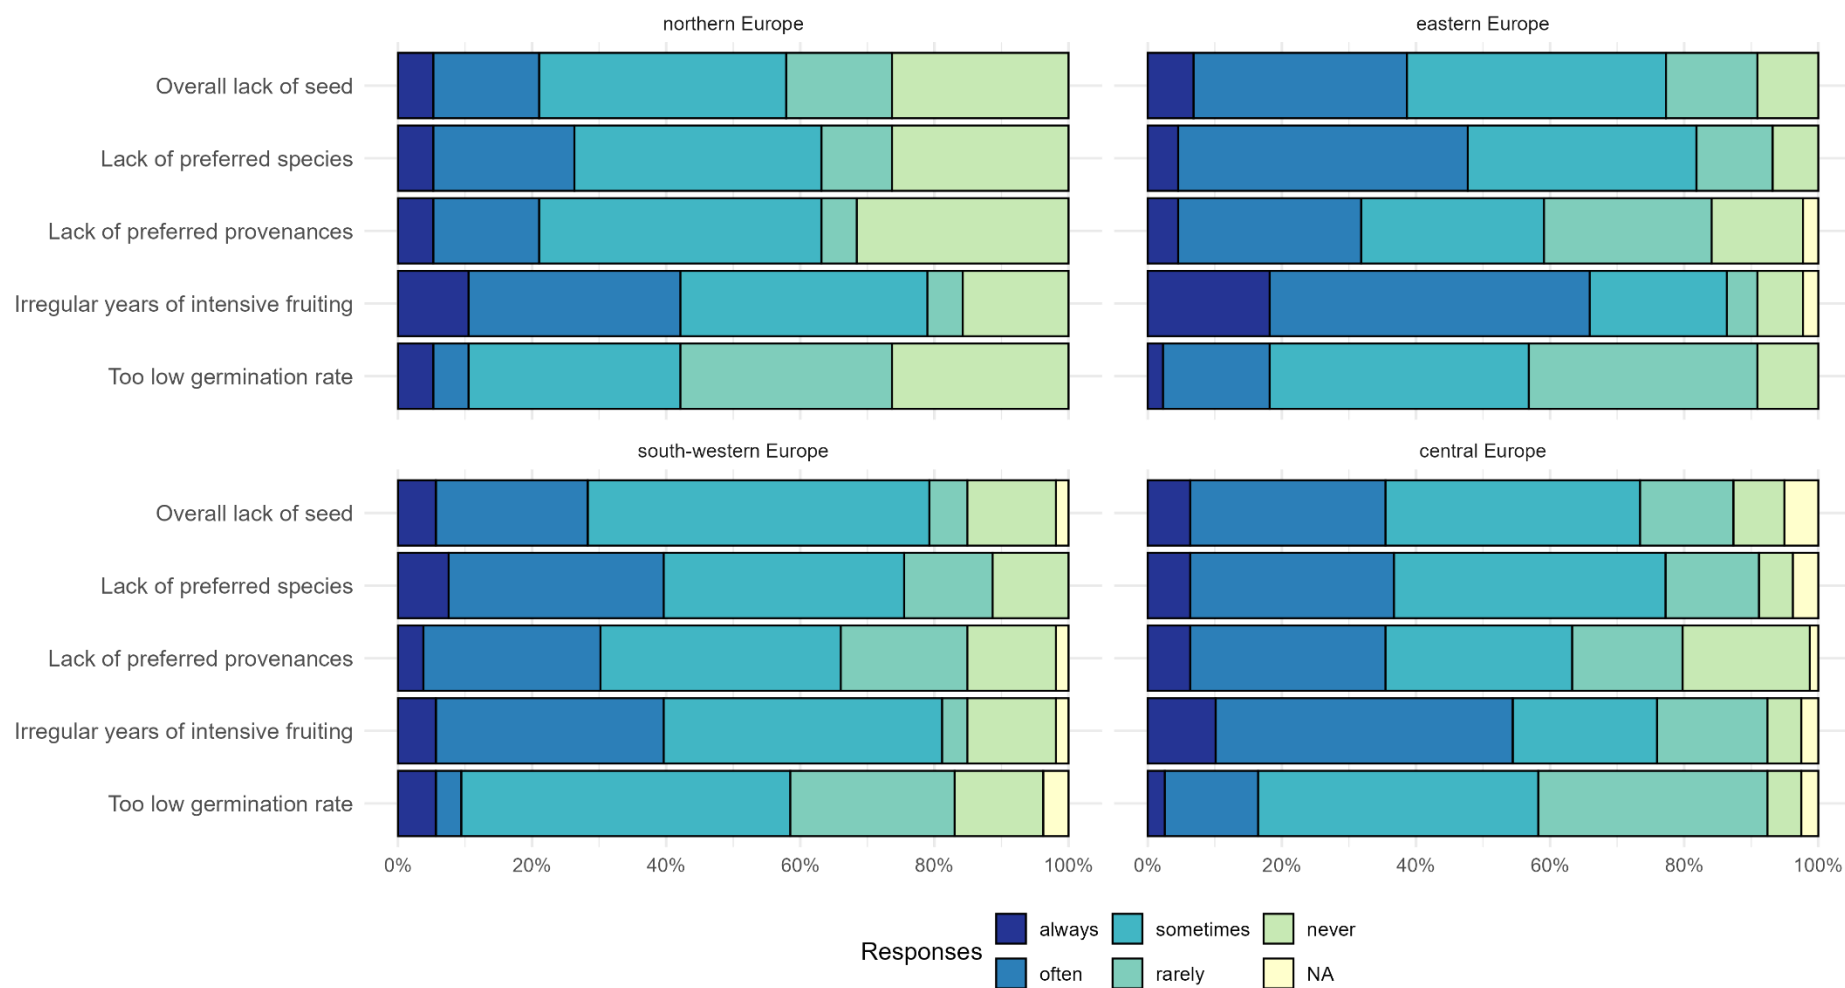 northern Europe
eastern Europe
Overall lack of seed
Lack of preferred species
Lack of preferred provenances
Irregular years of intensive fruiting
Too low germination rate
south-western Europe
central Europe
Overall lack of seed
Lack of preferred species
Lack of preferred provenances
Irregular years of intensive fruiting
Too low germination rate
0% 20% 40% 60% 80% 100%
0% 20% 40% 60% 80% 100%
Responses
always sometimes never
often rarely NA